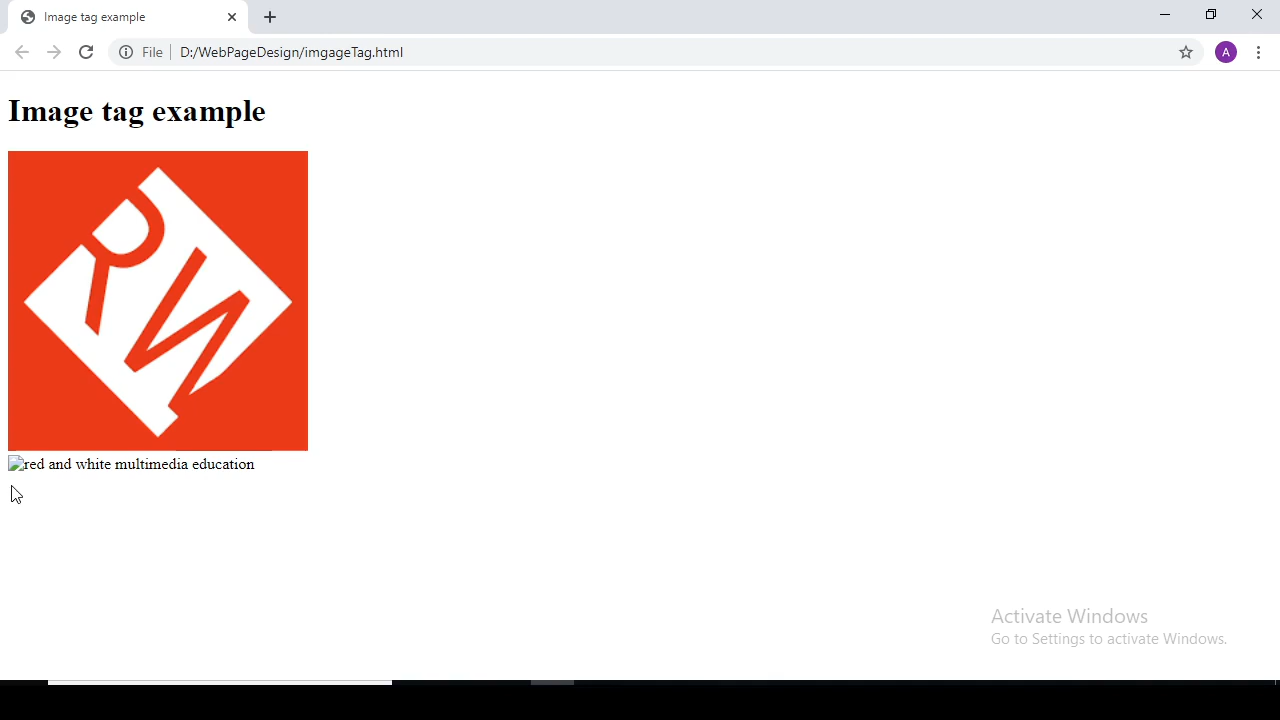 Image tag example
File D:/WebPageDesign/imgageTag.html
A
Image tag example
RW
red and white multimedia education
Activate Windows
Go to Settings to activate Windows.